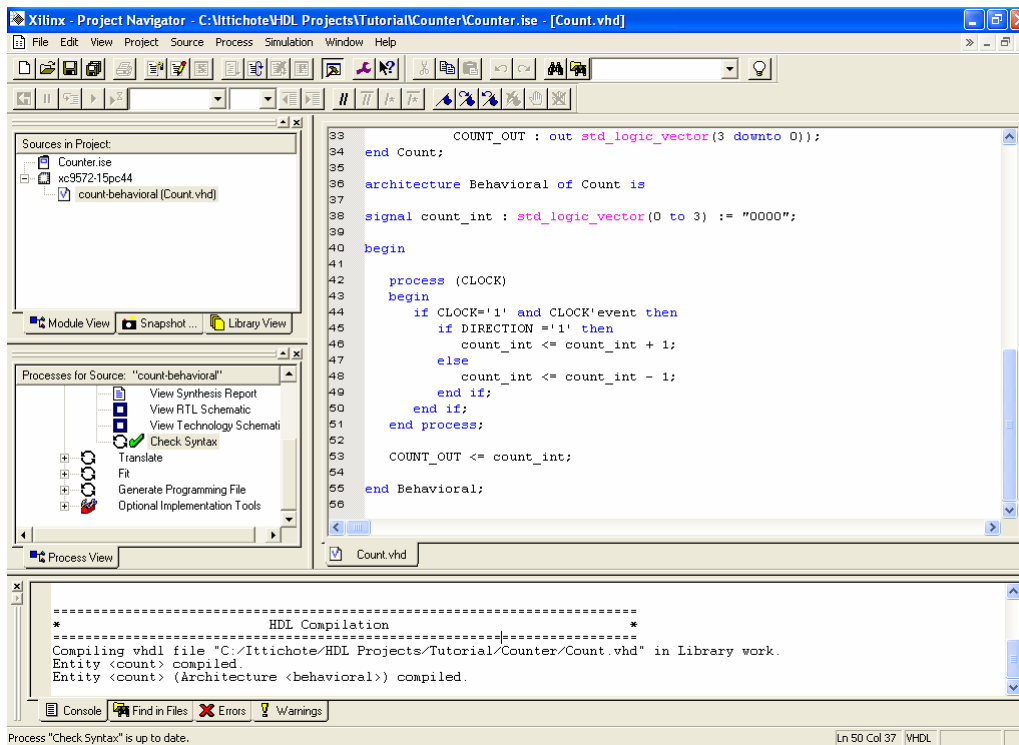 Xilinx - Project Navigator - C:\Ittichote\HDL Projects\Tutorial\Counter\Counter.ise - [Count.vhd]
File Edit View Project Source Process Simulation Window Help
Sources in Project:
Counter.ise
xc9572-15pc44
count-behavioral (Count.vhd)
Module View Snapshot ... Library View
Processes for Source: "count-behavioral"
View Synthesis Report
View RTL Schematic
View Technology Schemati
Check Syntax
Translate
Fit
Generate Programming File
Optional Implementation Tools
Process View
33 COUNT_OUT : out std_logic_vector(3 downto 0));
34 end Count;
35
36 architecture Behavioral of Count is
37
38 signal count_int : std_logic_vector(0 to 3) := "0000";
39
40 begin
41
42 process (CLOCK)
43 begin
44 if CLOCK='1' and CLOCK'event then
45 if DIRECTION ='1' then
46 count_int <= count_int + 1;
47 else
48 count_int <= count_int - 1;
49 end if;
50 end if;
51 end process;
52
53 COUNT_OUT <= count_int;
54
55 end Behavioral;
56
Count.vhd
=========================================================================
* HDL Compilation *
=========================================================================
Compiling vhdl file "C:/Ittichote/HDL Projects/Tutorial/Counter/Count.vhd" in Library work.
Entity <count> compiled.
Entity <count> (Architecture <behavioral>) compiled.
Console Find in Files Errors Warnings
Process "Check Syntax" is up to date.
Ln 50 Col 37 VHDL